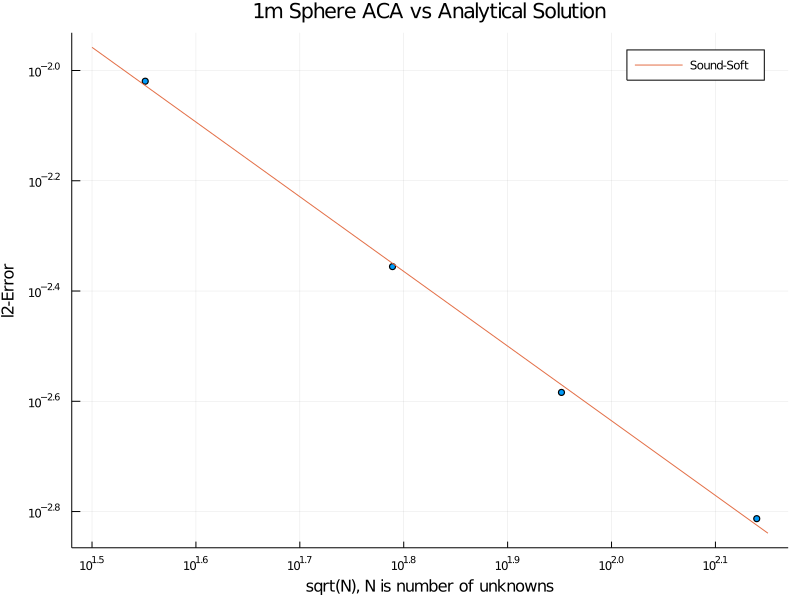 1m Sphere ACA vs Analytical Solution
Sound-Soft
l2-Error
10^-2.0
10^-2.2
10^-2.4
10^-2.6
10^-2.8
10^1.5 10^1.6 10^1.7 10^1.8 10^1.9 10^2.0 10^2.1
sqrt(N), N is number of unknowns